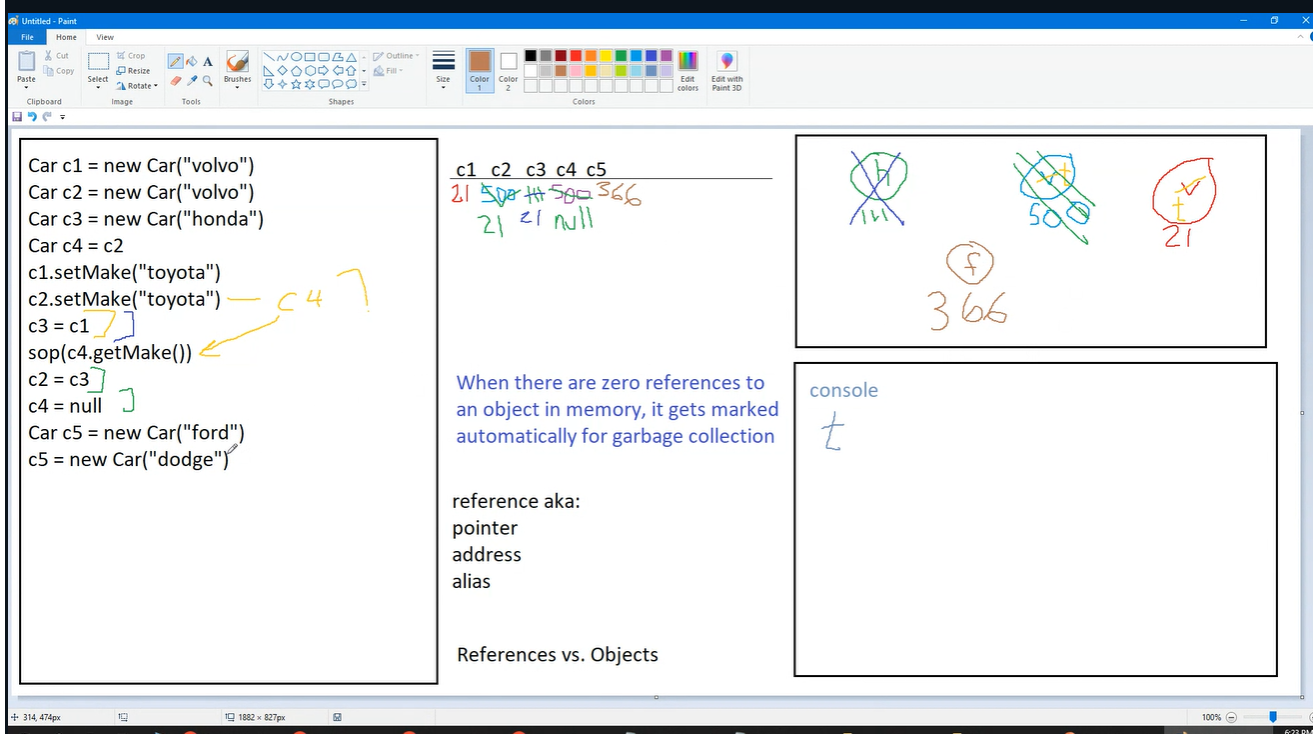 Untitled - Paint
File Home View
Paste
Cut
Copy
Clipboard
Select
Crop
Resize
Rotate
Image
A
Tools
Brushes
Shapes
Outline
Fill
Size
Color 1
Color 2
Colors
Edit colors
Edit with Paint 3D
Car c1 = new Car("volvo")
Car c2 = new Car("volvo")
Car c3 = new Car("honda")
Car c4 = c2
c1.setMake("toyota")
c2.setMake("toyota") c4
c3 = c1
sop(c4.getMake())
c2 = c3
c4 = null
Car c5 = new Car("ford")
c5 = new Car("dodge")
c1 c2 c3 c4 c5
21 500 111 500 366
21 21 null
When there are zero references to
an object in memory, it gets marked
automatically for garbage collection
reference aka:
pointer
address
alias
References vs. Objects
h
111
v t
500
v
t
21
f
366
console
t
314, 474px
1882 × 827px
100%
6:23 PM